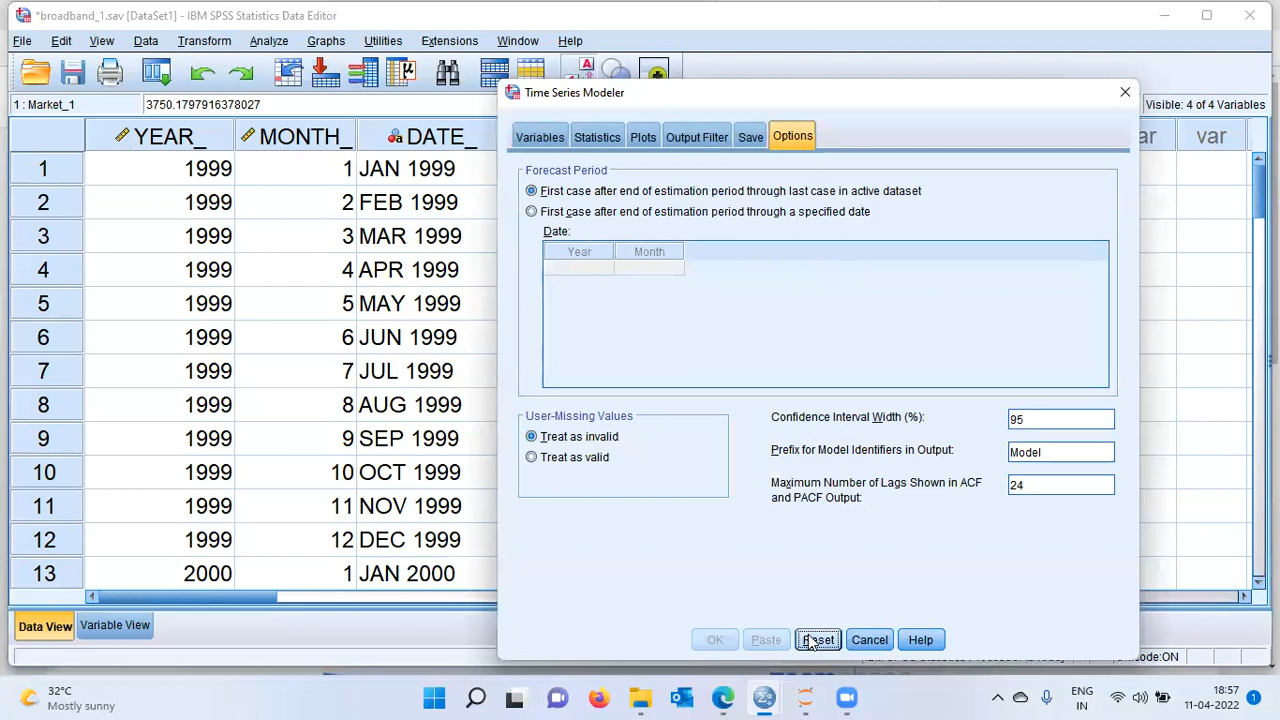 *broadband_1.sav [DataSet1] - IBM SPSS Statistics Data Editor
File Edit View Data Transform Analyze Graphs Utilities Extensions Window Help
1 : Market_1 3750.1797916378027 Visible: 4 of 4 Variables
YEAR_ MONTH_ DATE_ var
1 1999 1 JAN 1999
2 1999 2 FEB 1999
3 1999 3 MAR 1999
4 1999 4 APR 1999
5 1999 5 MAY 1999
6 1999 6 JUN 1999
7 1999 7 JUL 1999
8 1999 8 AUG 1999
9 1999 9 SEP 1999
10 1999 10 OCT 1999
11 1999 11 NOV 1999
12 1999 12 DEC 1999
13 2000 1 JAN 2000
Data View Variable View
Time Series Modeler
Variables Statistics Plots Output Filter Save Options
Forecast Period
First case after end of estimation period through last case in active dataset
First case after end of estimation period through a specified date
Date:
Year Month
User-Missing Values
Treat as invalid
Treat as valid
Confidence Interval Width (%): 95
Prefix for Model Identifiers in Output: Model
Maximum Number of Lags Shown in ACF
and PACF Output: 24
OK Paste Reset Cancel Help
Unicode:ON
32°C
Mostly sunny
ENG
IN
18:57
11-04-2022
1